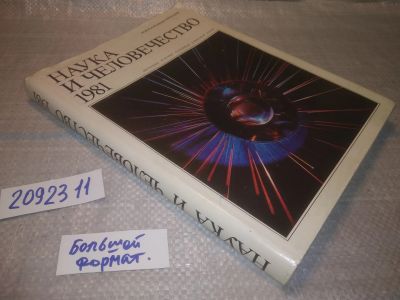 НАУКА
И ЧЕЛОВЕЧЕСТВО
1981
НАУКА И ЧЕЛОВЕЧЕСТВО 1981
20923 11
Большой
формат.